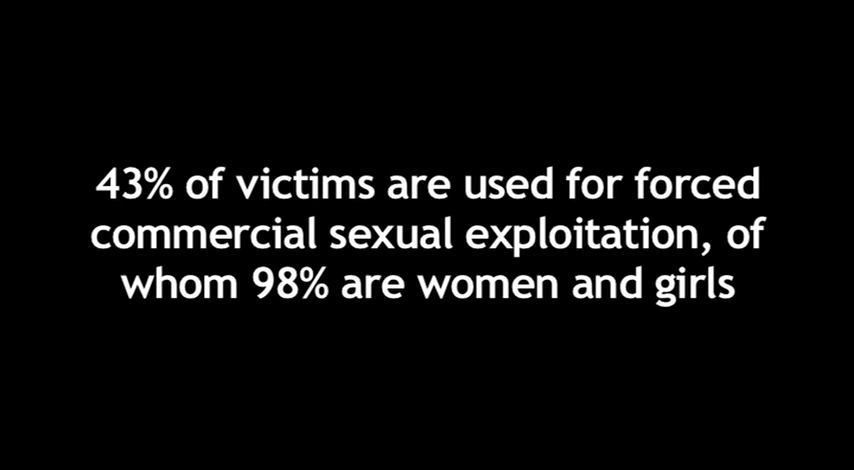 43% of victims are used for forced
commercial sexual exploitation, of
whom 98% are women and girls